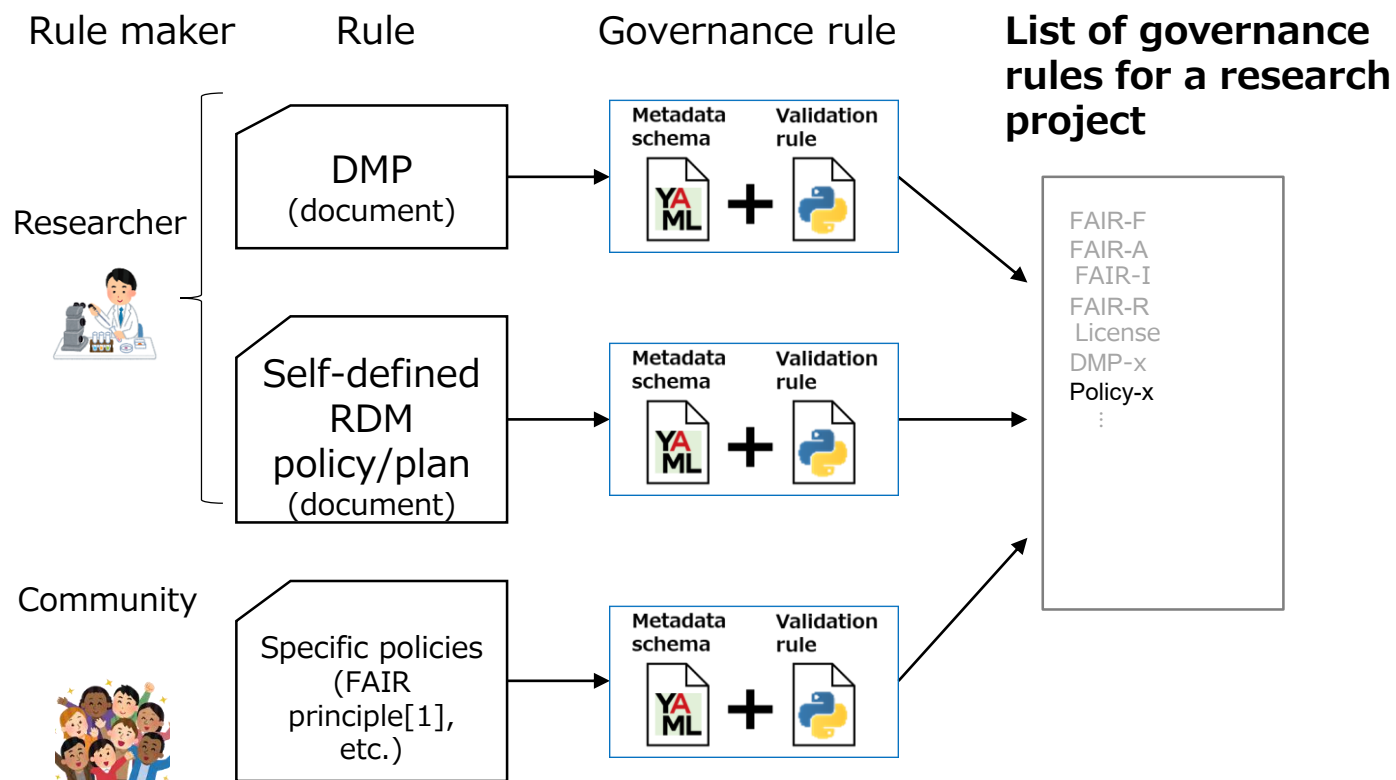 Rule maker
Rule
Governance rule
List of governance
rules for a research
project
Researcher
DMP
(document)
Metadata
schema
Validation
rule
YA
ML
Self-defined
RDM
policy/plan
(document)
Metadata
schema
Validation
rule
YA
ML
Community
Specific policies
(FAIR
principle[1],
etc.)
Metadata
schema
Validation
rule
YA
ML
FAIR-F
FAIR-A
FAIR-I
FAIR-R
License
DMP-x
Policy-x
⋮